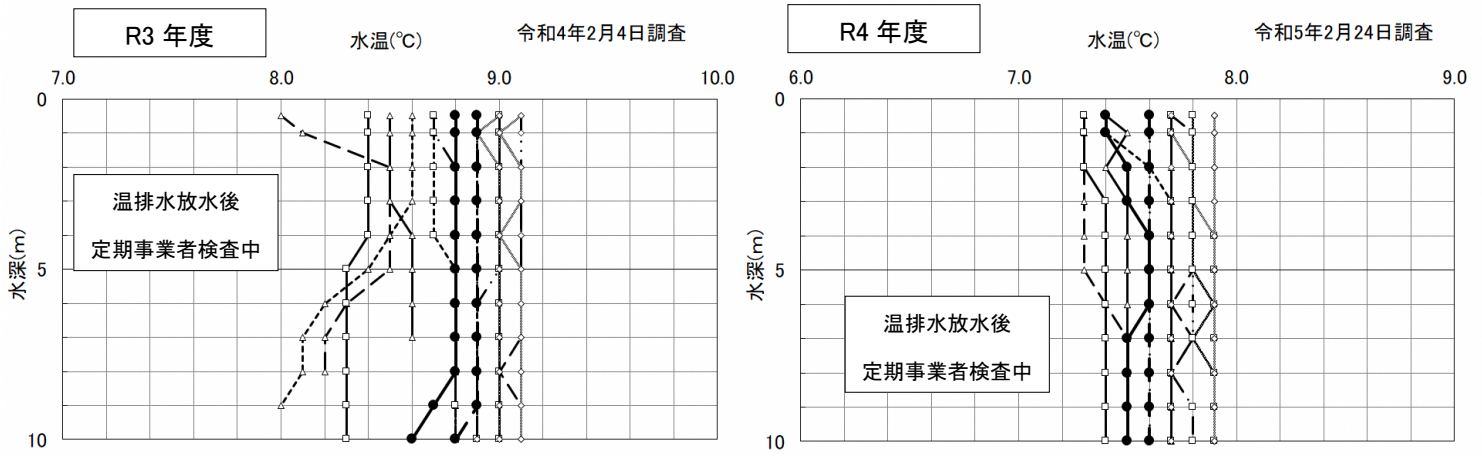 R3 年度
水温(℃)
令和4年2月4日調査
7.0 8.0 9.0 10.0
0
5
10
水深(m)
温排水放水後
定期事業者検査中
R4 年度
水温(℃)
令和5年2月24日調査
6.0 7.0 8.0 9.0
0
5
10
水深(m)
温排水放水後
定期事業者検査中